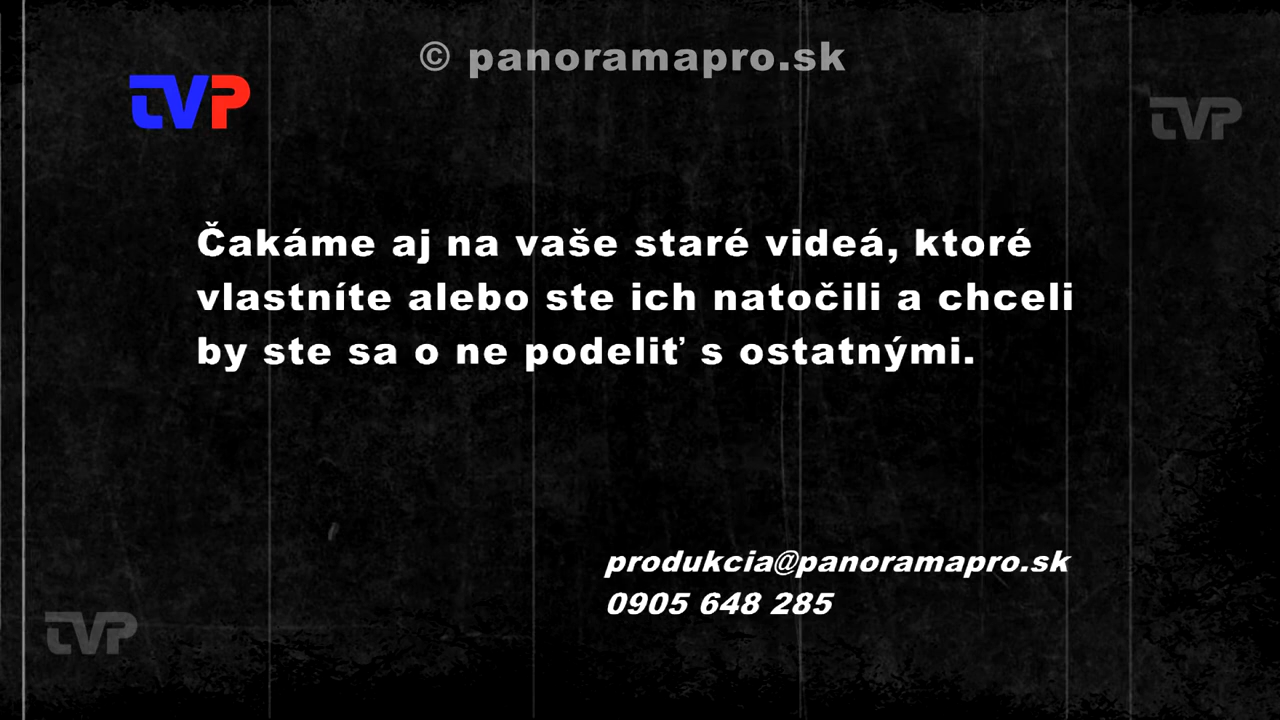 © panoramapro.sk
TVP
TVP
Čakáme aj na vaše staré videá, ktoré
vlastníte alebo ste ich natočili a chceli
by ste sa o ne podeliť s ostatnými.
produkcia@panoramapro.sk
0905 648 285
TVP